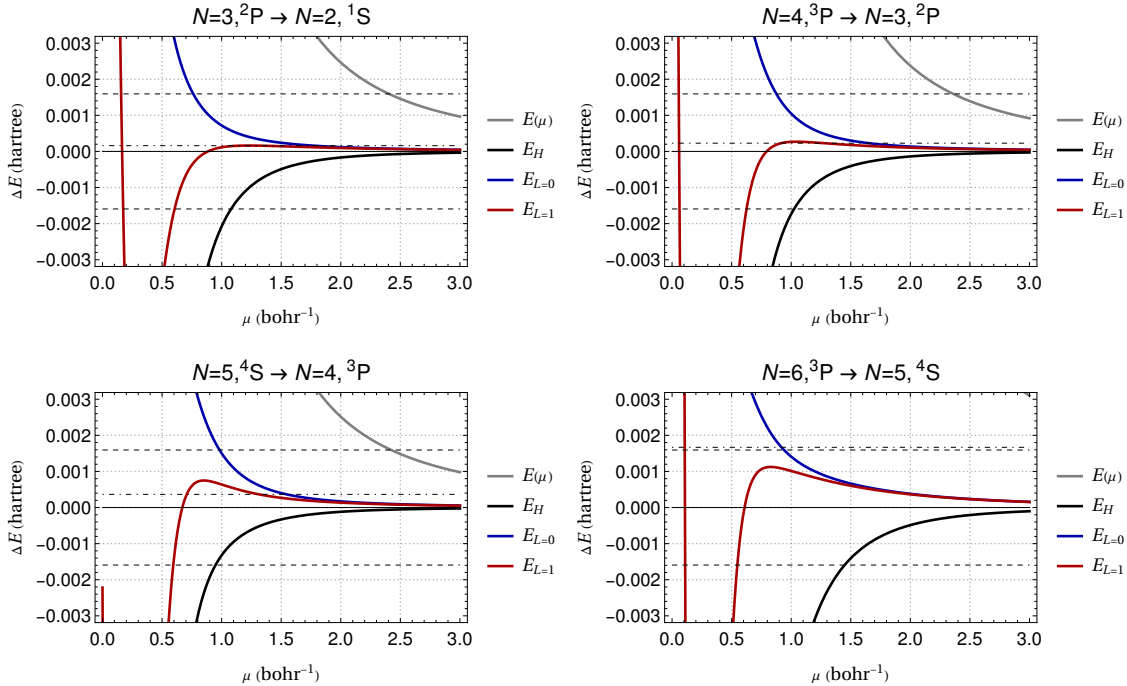 N=3,²P → N=2, ¹S
0.003
0.002
0.001
0.000
−0.001
−0.002
−0.003
ΔE (hartree)
0.0 0.5 1.0 1.5 2.0 2.5 3.0
μ (bohr⁻¹)
E(μ)
E_H
E_{L=0}
E_{L=1}
N=4,³P → N=3, ²P
0.003
0.002
0.001
0.000
−0.001
−0.002
−0.003
ΔE (hartree)
0.0 0.5 1.0 1.5 2.0 2.5 3.0
μ (bohr⁻¹)
E(μ)
E_H
E_{L=0}
E_{L=1}
N=5,⁴S → N=4, ³P
0.003
0.002
0.001
0.000
−0.001
−0.002
−0.003
ΔE (hartree)
0.0 0.5 1.0 1.5 2.0 2.5 3.0
μ (bohr⁻¹)
E(μ)
E_H
E_{L=0}
E_{L=1}
N=6,³P → N=5, ⁴S
0.003
0.002
0.001
0.000
−0.001
−0.002
−0.003
ΔE (hartree)
0.0 0.5 1.0 1.5 2.0 2.5 3.0
μ (bohr⁻¹)
E(μ)
E_H
E_{L=0}
E_{L=1}